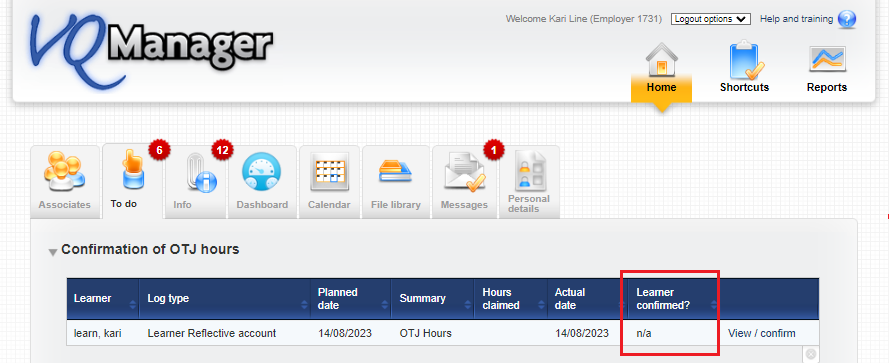 VQManager
Welcome Kari Line (Employer 1731) Logout options Help and training ?
Home Shortcuts Reports
6 12 1
Associates To do Info Dashboard Calendar File library Messages Personal
details
Confirmation of OTJ hours
Learner Log type Planned
date Summary Hours
claimed Actual
date Learner
confirmed?
learn, kari Learner Reflective account 14/08/2023 OTJ Hours 14/08/2023 n/a View / confirm